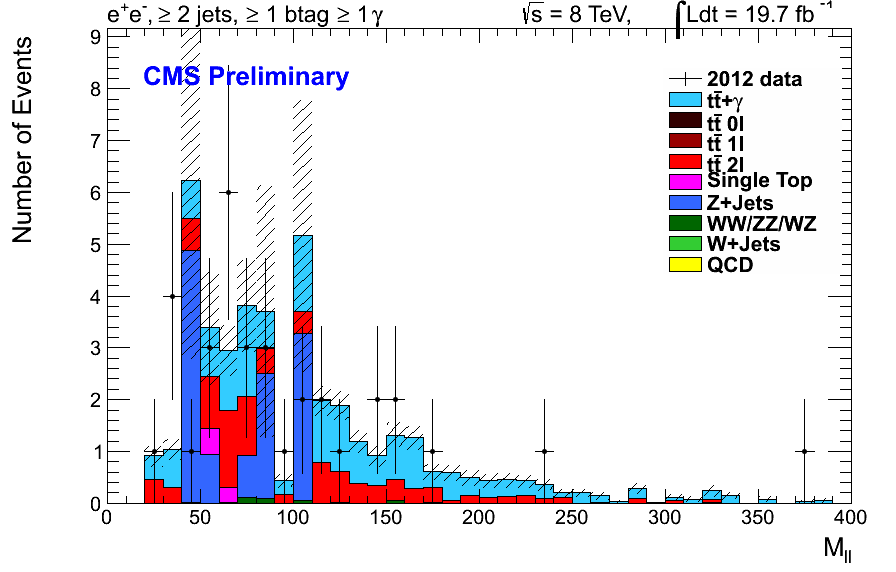 e⁺e⁻, ≥ 2 jets, ≥ 1 btag ≥ 1 γ
√s = 8 TeV, ∫Ldt = 19.7 fb⁻¹
Number of Events
CMS Preliminary
2012 data
tt̄+γ
tt̄ 0l
tt̄ 1l
tt̄ 2l
Single Top
Z+Jets
WW/ZZ/WZ
W+Jets
QCD
9
8
7
6
5
4
3
2
1
0
0 50 100 150 200 250 300 350 400
M_ll